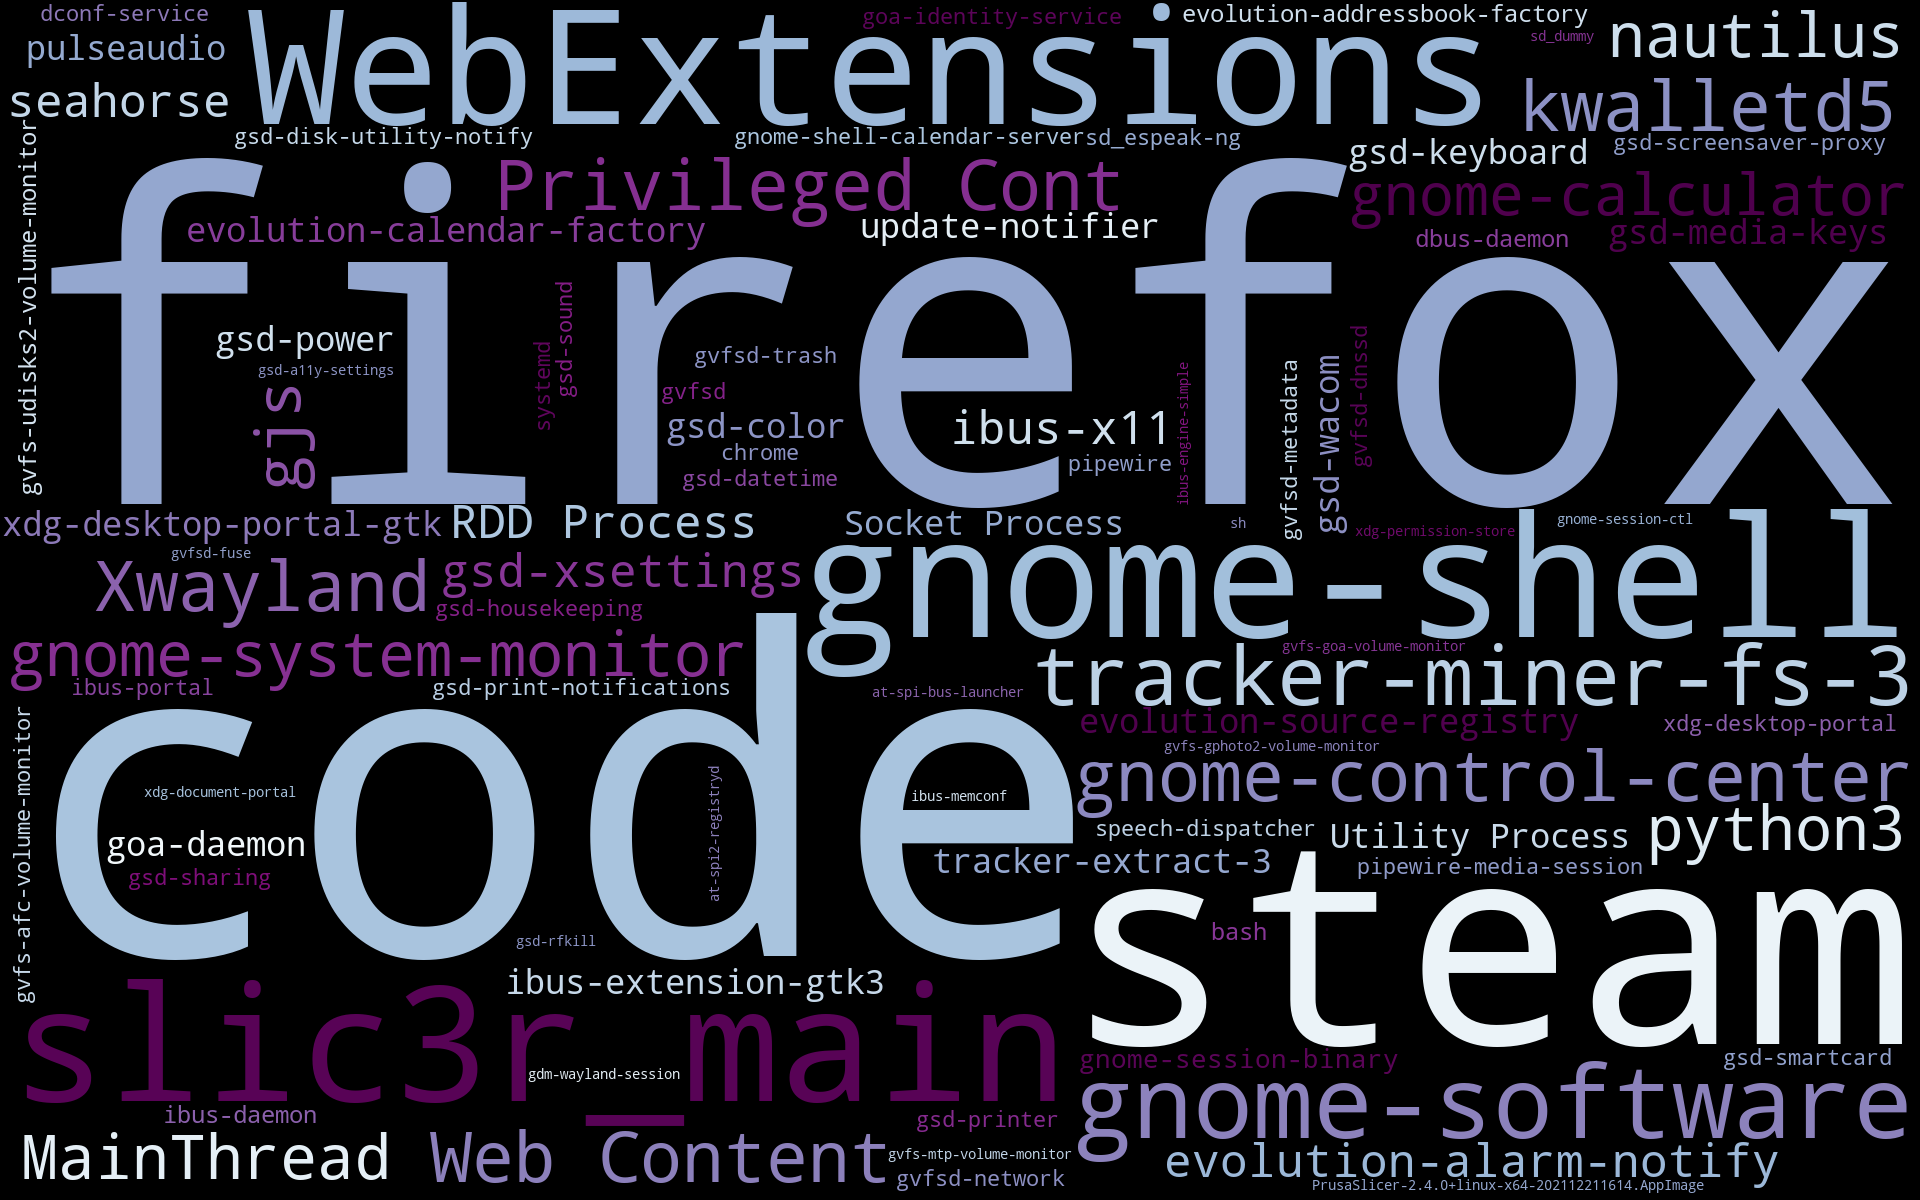 dconf-service
goa-identity-service
evolution-addressbook-factory
pulseaudio
WebExtensions
sd_dummy
nautilus
seahorse
kwalletd5
gsd-disk-utility-notify
gnome-shell-calendar-server
sd_espeak-ng
gsd-keyboard
gsd-screensaver-proxy
gvfs-udisks2-volume-monitor
Privileged Cont
gnome-calculator
evolution-calendar-factory
update-notifier
dbus-daemon
gsd-media-keys
firefox
gsd-power
gsd-a11y-settings
gjs
systemd
gsd-sound
gvfsd-trash
gvfsd
gsd-color
chrome
gsd-datetime
ibus-x11
pipewire
ibus-engine-simple
gvfsd-metadata
gsd-wacom
gvfsd-dnssd
xdg-desktop-portal-gtk
RDD Process
Socket Process
sh
xdg-permission-store
gnome-session-ctl
gvfsd-fuse
Xwayland
gsd-xsettings
gnome-shell
gsd-housekeeping
gnome-system-monitor
gvfs-goa-volume-monitor
ibus-portal
gsd-print-notifications
at-spi-bus-launcher
tracker-miner-fs-3
gvfs-afc-volume-monitor
code
evolution-source-registry
xdg-desktop-portal
gvfs-gphoto2-volume-monitor
gnome-control-center
xdg-document-portal
at-spi2-registryd
ibus-memconf
goa-daemon
speech-dispatcher
Utility Process
python3
gsd-sharing
tracker-extract-3
pipewire-media-session
steam
bash
gsd-rfkill
ibus-extension-gtk3
slic3r_main
gdm-wayland-session
gnome-session-binary
gsd-smartcard
gnome-software
ibus-daemon
gsd-printer
MainThread
Web Content
gvfs-mtp-volume-monitor
evolution-alarm-notify
gvfsd-network
PrusaSlicer-2.4.0+linux-x64-202112211614.AppImage